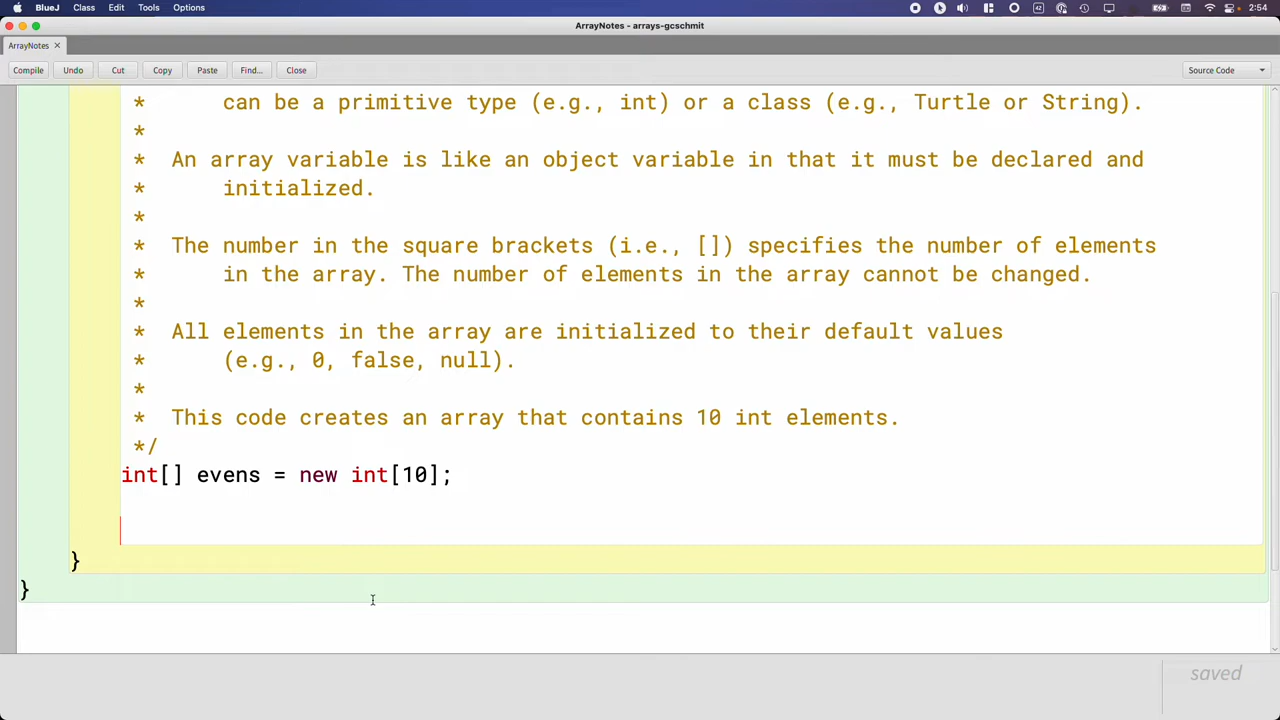 BlueJ Class Edit Tools Options 42 2:54
ArrayNotes - arrays-gcschmit
ArrayNotes ×
Compile Undo Cut Copy Paste Find... Close Source Code
* can be a primitive type (e.g., int) or a class (e.g., Turtle or String).
*
* An array variable is like an object variable in that it must be declared and
* initialized.
*
* The number in the square brackets (i.e., []) specifies the number of elements
* in the array. The number of elements in the array cannot be changed.
*
* All elements in the array are initialized to their default values
* (e.g., 0, false, null).
*
* This code creates an array that contains 10 int elements.
*/
int[] evens = new int[10];
}
}
saved